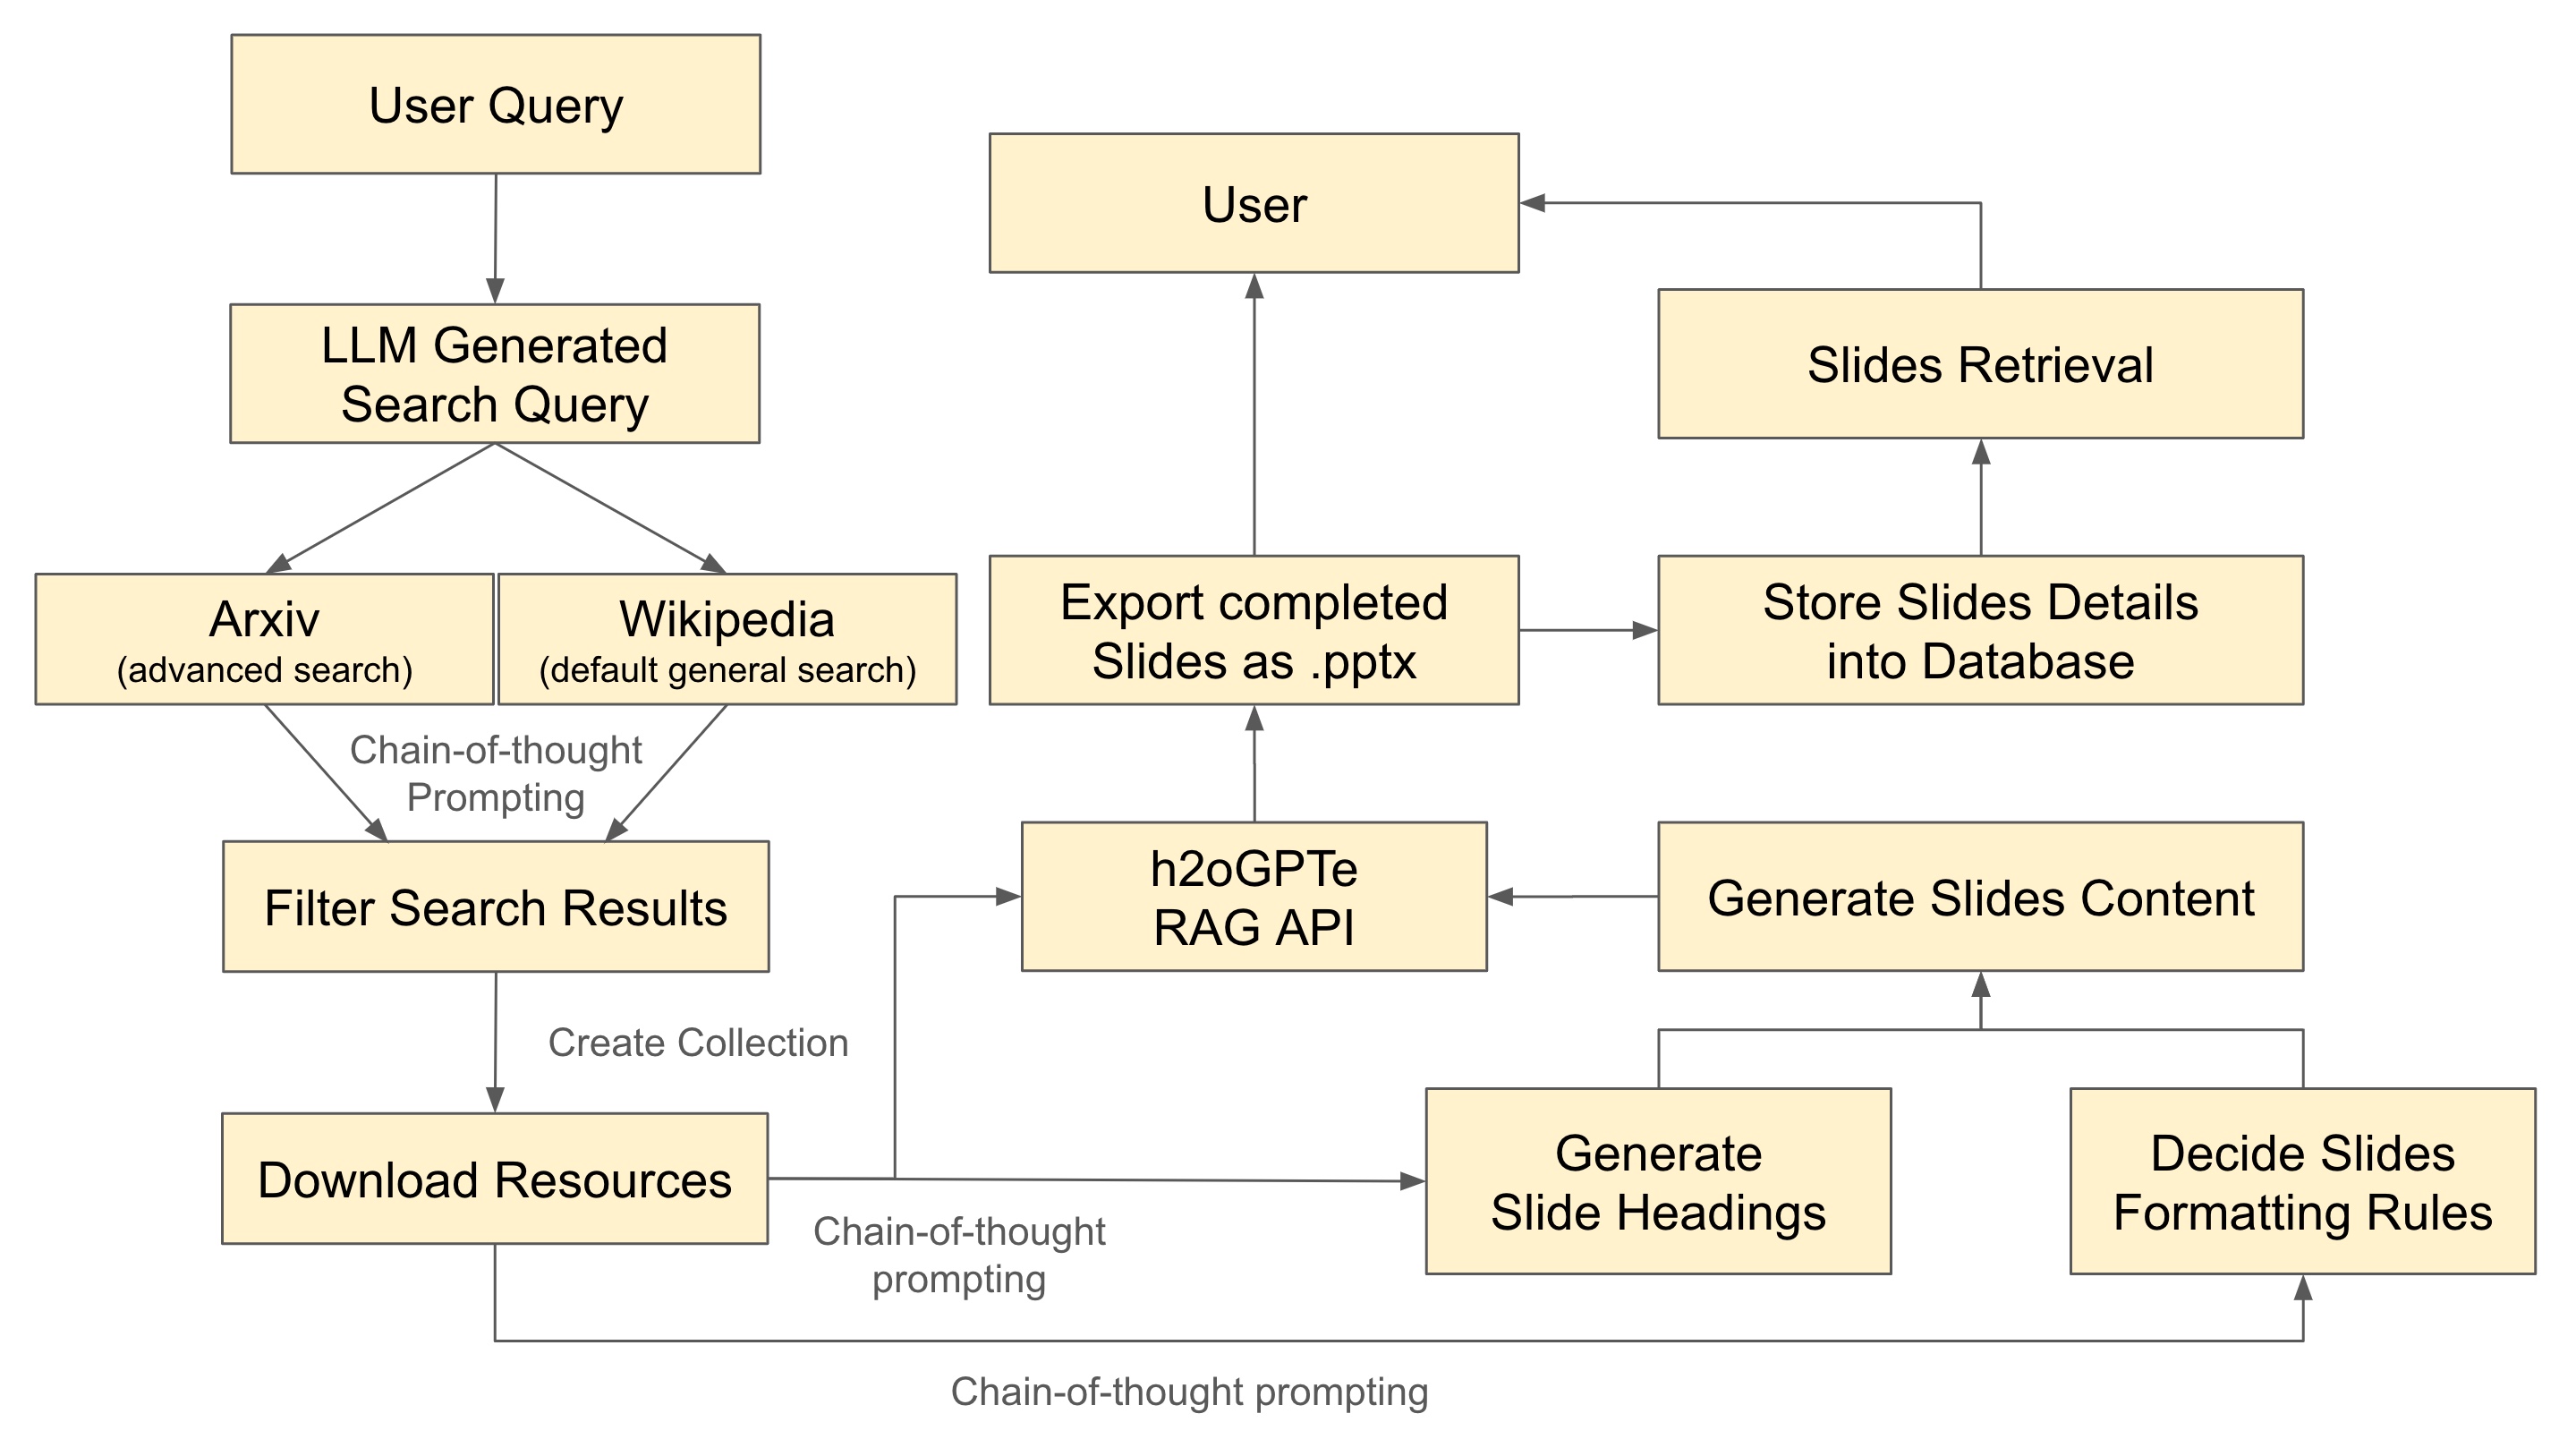 User Query
LLM Generated
Search Query
Arxiv
(advanced search)
Wikipedia
(default general search)
Chain-of-thought
Prompting
Filter Search Results
Create Collection
Download Resources
Chain-of-thought
prompting
Chain-of-thought prompting
User
Slides Retrieval
Export completed
Slides as .pptx
Store Slides Details
into Database
h2oGPTe
RAG API
Generate Slides Content
Generate
Slide Headings
Decide Slides
Formatting Rules